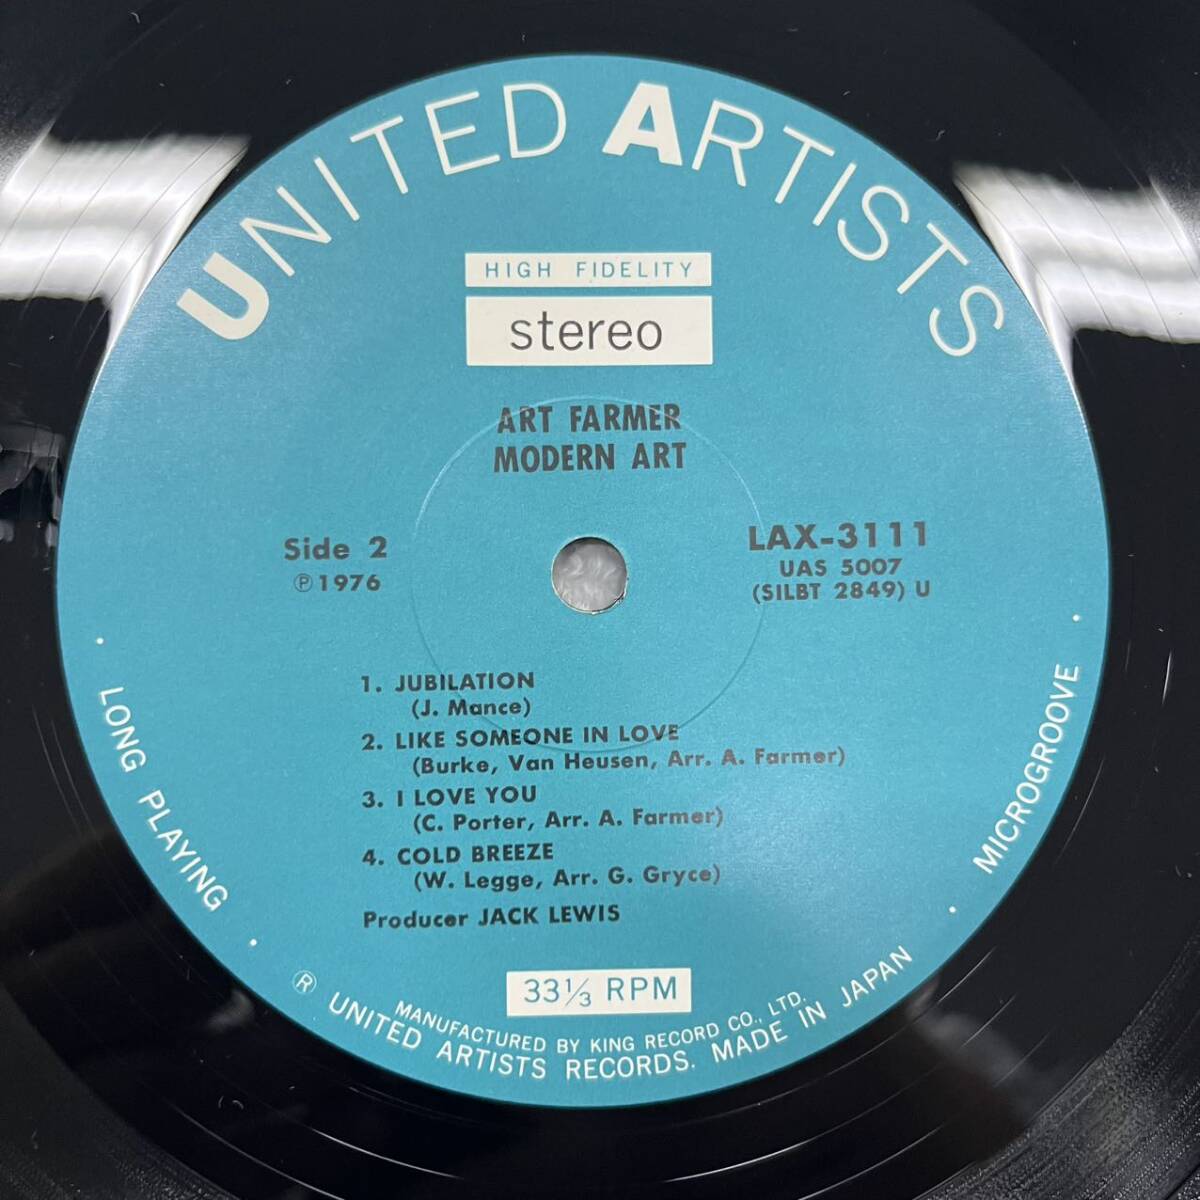 UNITED ARTISTS
HIGH FIDELITY
stereo
ART FARMER
MODERN ART
Side 2
Ⓟ1976
LAX-3111
UAS 5007
(SILBT 2849) U
1. JUBILATION
(J. Mance)
2. LIKE SOMEONE IN LOVE
(Burke, Van Heusen, Arr. A. Farmer)
3. I LOVE YOU
(C. Porter, Arr. A. Farmer)
4. COLD BREEZE
(W. Legge, Arr. G. Gryce)
Producer JACK LEWIS
33⅓ RPM
· LONG PLAYING ·
· MICROGROOVE ·
MANUFACTURED BY KING RECORD CO., LTD.
® UNITED ARTISTS RECORDS. MADE IN JAPAN